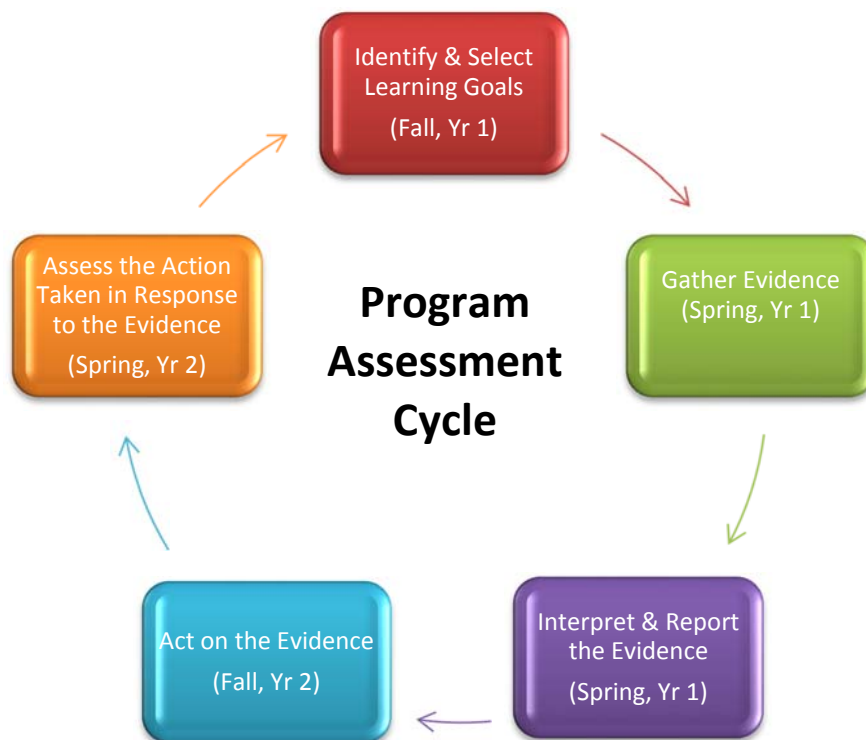 Identify & Select
Learning Goals
(Fall, Yr 1)
Gather Evidence
(Spring, Yr 1)
Interpret & Report
the Evidence
(Spring, Yr 1)
Act on the Evidence
(Fall, Yr 2)
Assess the Action
Taken in Response
to the Evidence
(Spring, Yr 2)
Program
Assessment
Cycle